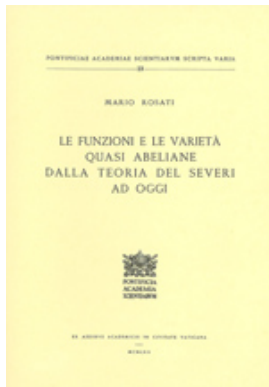 PONTIFICIAE ACADEMIAE SCIENTIARVM SCRIPTA VARIA
MARIO ROSATI
LE FUNZIONI E LE VARIETÀ
QUASI ABELIANE
DALLA TEORIA DEL SEVERI
AD OGGI
PONTIFICIA
ACADEMIA
SCIENTIARVM
EX AEDIBVS ACADEMICIS IN CIVITATE VATICANA